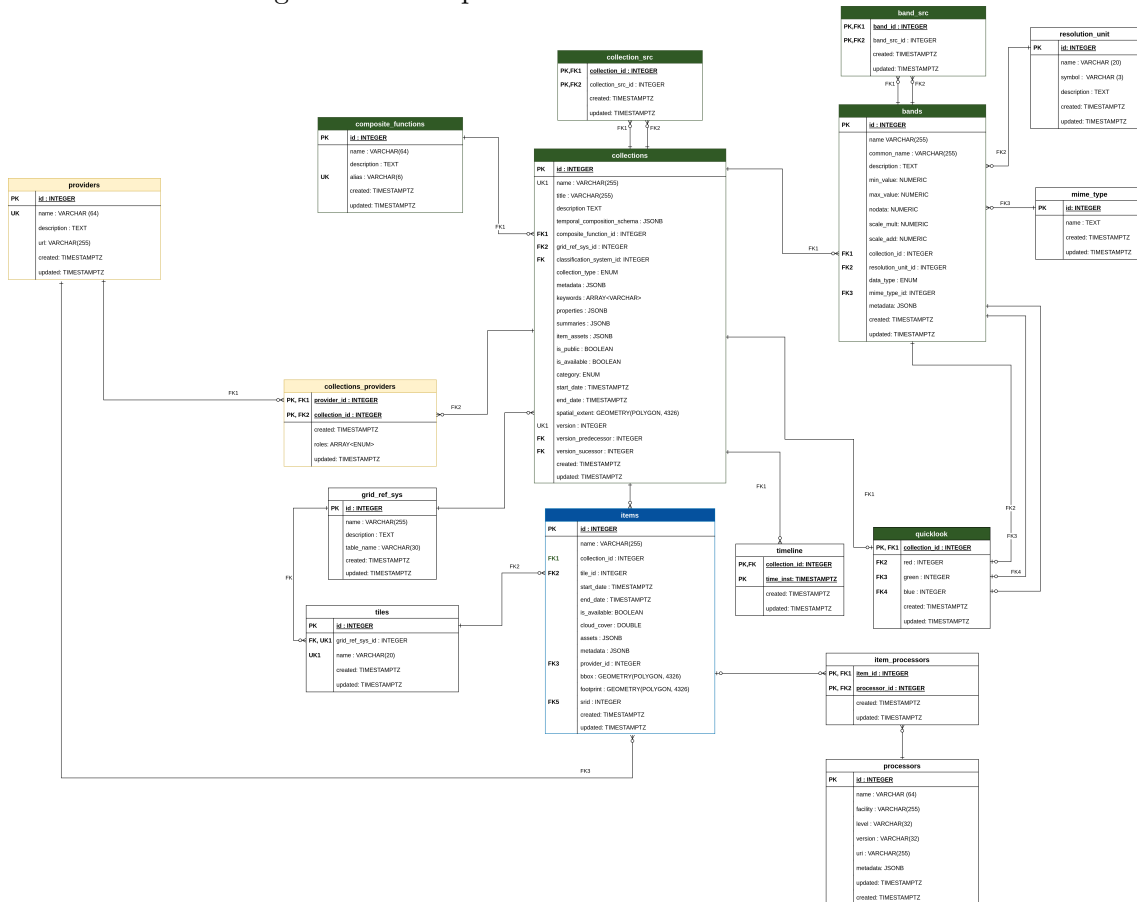 band_src
PK,FK1 band_id : INTEGER
PK,FK2 band_src_id : INTEGER
created: TIMESTAMPTZ
updated: TIMESTAMPTZ
FK1
FK2
resolution_unit
PK id: INTEGER
name : VARCHAR (20)
symbol : VARCHAR (3)
description : TEXT
created: TIMESTAMPTZ
updated: TIMESTAMPTZ
FK2
collection_src
PK,FK1 collection_id : INTEGER
PK,FK2 collection_src_id : INTEGER
created: TIMESTAMPTZ
updated: TIMESTAMPTZ
FK1
FK2
composite_functions
PK id : INTEGER
name : VARCHAR(64)
description : TEXT
UK alias : VARCHAR(6)
created: TIMESTAMPTZ
updated: TIMESTAMPTZ
FK1
bands
PK id : INTEGER
name VARCHAR(255)
common_name : VARCHAR(255)
description : TEXT
min_value: NUMERIC
max_value: NUMERIC
nodata: NUMERIC
scale_mult: NUMERIC
scale_add: NUMERIC
FK1 collection_id : INTEGER
FK2 resolution_unit_id : INTEGER
data_type : ENUM
FK3 mime_type_id: INTEGER
metadata: JSONB
created: TIMESTAMPTZ
updated: TIMESTAMPTZ
FK1
mime_type
PK id: INTEGER
name : TEXT
created: TIMESTAMPTZ
updated: TIMESTAMPTZ
FK3
collections
PK id : INTEGER
UK1 name : VARCHAR(255)
title : VARCHAR(255)
description TEXT
temporal_composition_schema : JSONB
FK1 composite_function_id : INTEGER
FK2 grid_ref_sys_id : INTEGER
FK classification_system_id: INTEGER
collection_type : ENUM
metadata : JSONB
keywords : ARRAY<VARCHAR>
properties : JSONB
summaries : JSONB
item_assets : JSONB
is_public : BOOLEAN
is_available : BOOLEAN
category: ENUM
start_date : TIMESTAMPTZ
end_date : TIMESTAMPTZ
spatial_extent: GEOMETRY(POLYGON, 4326)
UK1 version : INTEGER
FK version_predecessor : INTEGER
FK version_sucessor : INTEGER
created: TIMESTAMPTZ
updated: TIMESTAMPTZ
providers
PK id : INTEGER
UK name : VARCHAR (64)
description : TEXT
url: VARCHAR(255)
created: TIMESTAMPTZ
updated: TIMESTAMPTZ
FK1
collections_providers
PK, FK1 provider_id : INTEGER
PK, FK2 collection_id : INTEGER
created: TIMESTAMPTZ
roles: ARRAY<ENUM>
updated: TIMESTAMPTZ
FK2
grid_ref_sys
PK id : INTEGER
name : VARCHAR(255)
description : TEXT
table_name : VARCHAR(30)
created: TIMESTAMPTZ
updated: TIMESTAMPTZ
FK
tiles
PK id : INTEGER
FK, UK1 grid_ref_sys_id : INTEGER
UK1 name : VARCHAR(20)
created: TIMESTAMPTZ
updated: TIMESTAMPTZ
FK2
items
PK id : INTEGER
name: VARCHAR(255)
FK1 collection_id : INTEGER
FK2 tile_id : INTEGER
start_date : TIMESTAMPTZ
end_date : TIMESTAMPTZ
is_available: BOOLEAN
cloud_cover : DOUBLE
assets : JSONB
metadata : JSONB
FK3 provider_id : INTEGER
bbox : GEOMETRY(POLYGON, 4326)
footprint : GEOMETRY(POLYGON, 4326)
FK5 srid : INTEGER
created: TIMESTAMPTZ
updated: TIMESTAMPTZ
FK3
FK1
timeline
PK,FK collection_id: INTEGER
PK time_inst: TIMESTAMPTZ
created: TIMESTAMPTZ
updated: TIMESTAMPTZ
FK1
quicklook
PK, FK1 collection_id : INTEGER
FK2 red : INTEGER
FK3 green : INTEGER
FK4 blue : INTEGER
created: TIMESTAMPTZ
updated: TIMESTAMPTZ
FK2
FK3
FK4
item_processors
PK, FK1 item_id : INTEGER
PK, FK2 processor_id : INTEGER
created: TIMESTAMPTZ
updated: TIMESTAMPTZ
processors
PK id : INTEGER
name : VARCHAR (64)
facility : VARCHAR(255)
level : VARCHAR(32)
version : VARCHAR(32)
uri : VARCHAR(255)
metadata: JSONB
updated: TIMESTAMPTZ
created: TIMESTAMPTZ